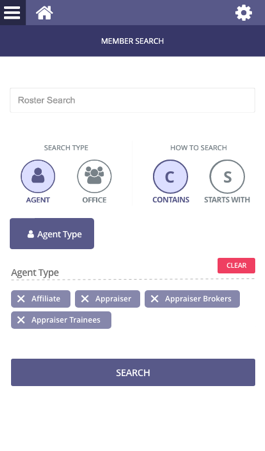 MEMBER SEARCH
Roster Search
SEARCH TYPE
HOW TO SEARCH
C
S
AGENT
OFFICE
CONTAINS
STARTS WITH
Agent Type
CLEAR
Agent Type
Affiliate
Appraiser
Appraiser Brokers
Appraiser Trainees
SEARCH